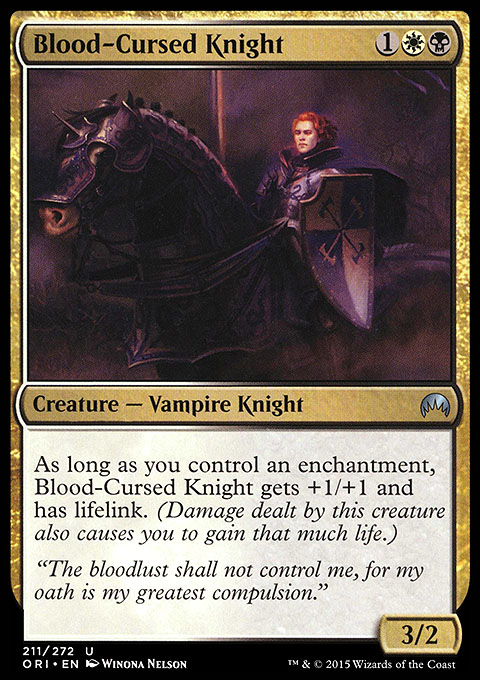 Blood-Cursed Knight 1
Creature — Vampire Knight
As long as you control an enchantment,
Blood-Cursed Knight gets +1/+1 and
has lifelink. (Damage dealt by this creature
also causes you to gain that much life.)
“The bloodlust shall not control me, for my
oath is my greatest compulsion.”
3/2
211/272 U
ORI • EN Winona Nelson
™ & © 2015 Wizards of the Coast